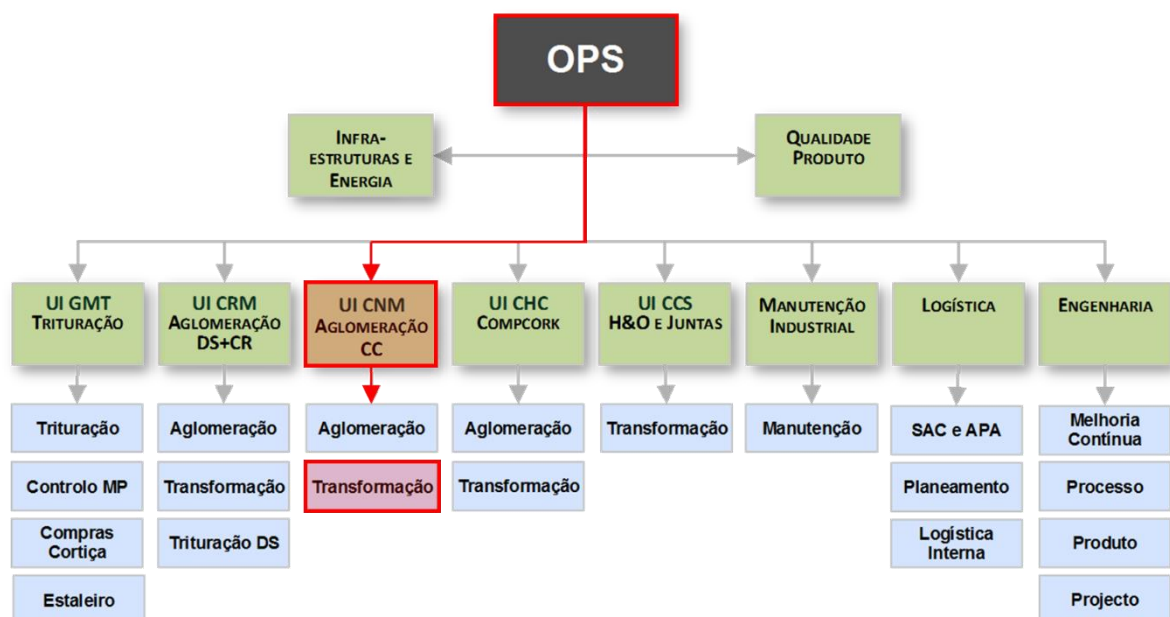 OPS
INFRA-
ESTRUTURAS E
ENERGIA
QUALIDADE
PRODUTO
UI GMT
TRITURAÇÃO
UI CRM
AGLOMERAÇÃO
DS+CR
UI CNM
AGLOMERAÇÃO
CC
UI CHC
COMPCORK
UI CCS
H&O E JUNTAS
MANUTENÇÃO
INDUSTRIAL
LOGÍSTICA
ENGENHARIA
Trituração
Controlo MP
Compras
Cortiça
Estaleiro
Aglomeração
Transformação
Trituração DS
Aglomeração
Transformação
Aglomeração
Transformação
Transformação
Manutenção
SAC e APA
Planeamento
Logística
Interna
Melhoria
Contínua
Processo
Produto
Projecto